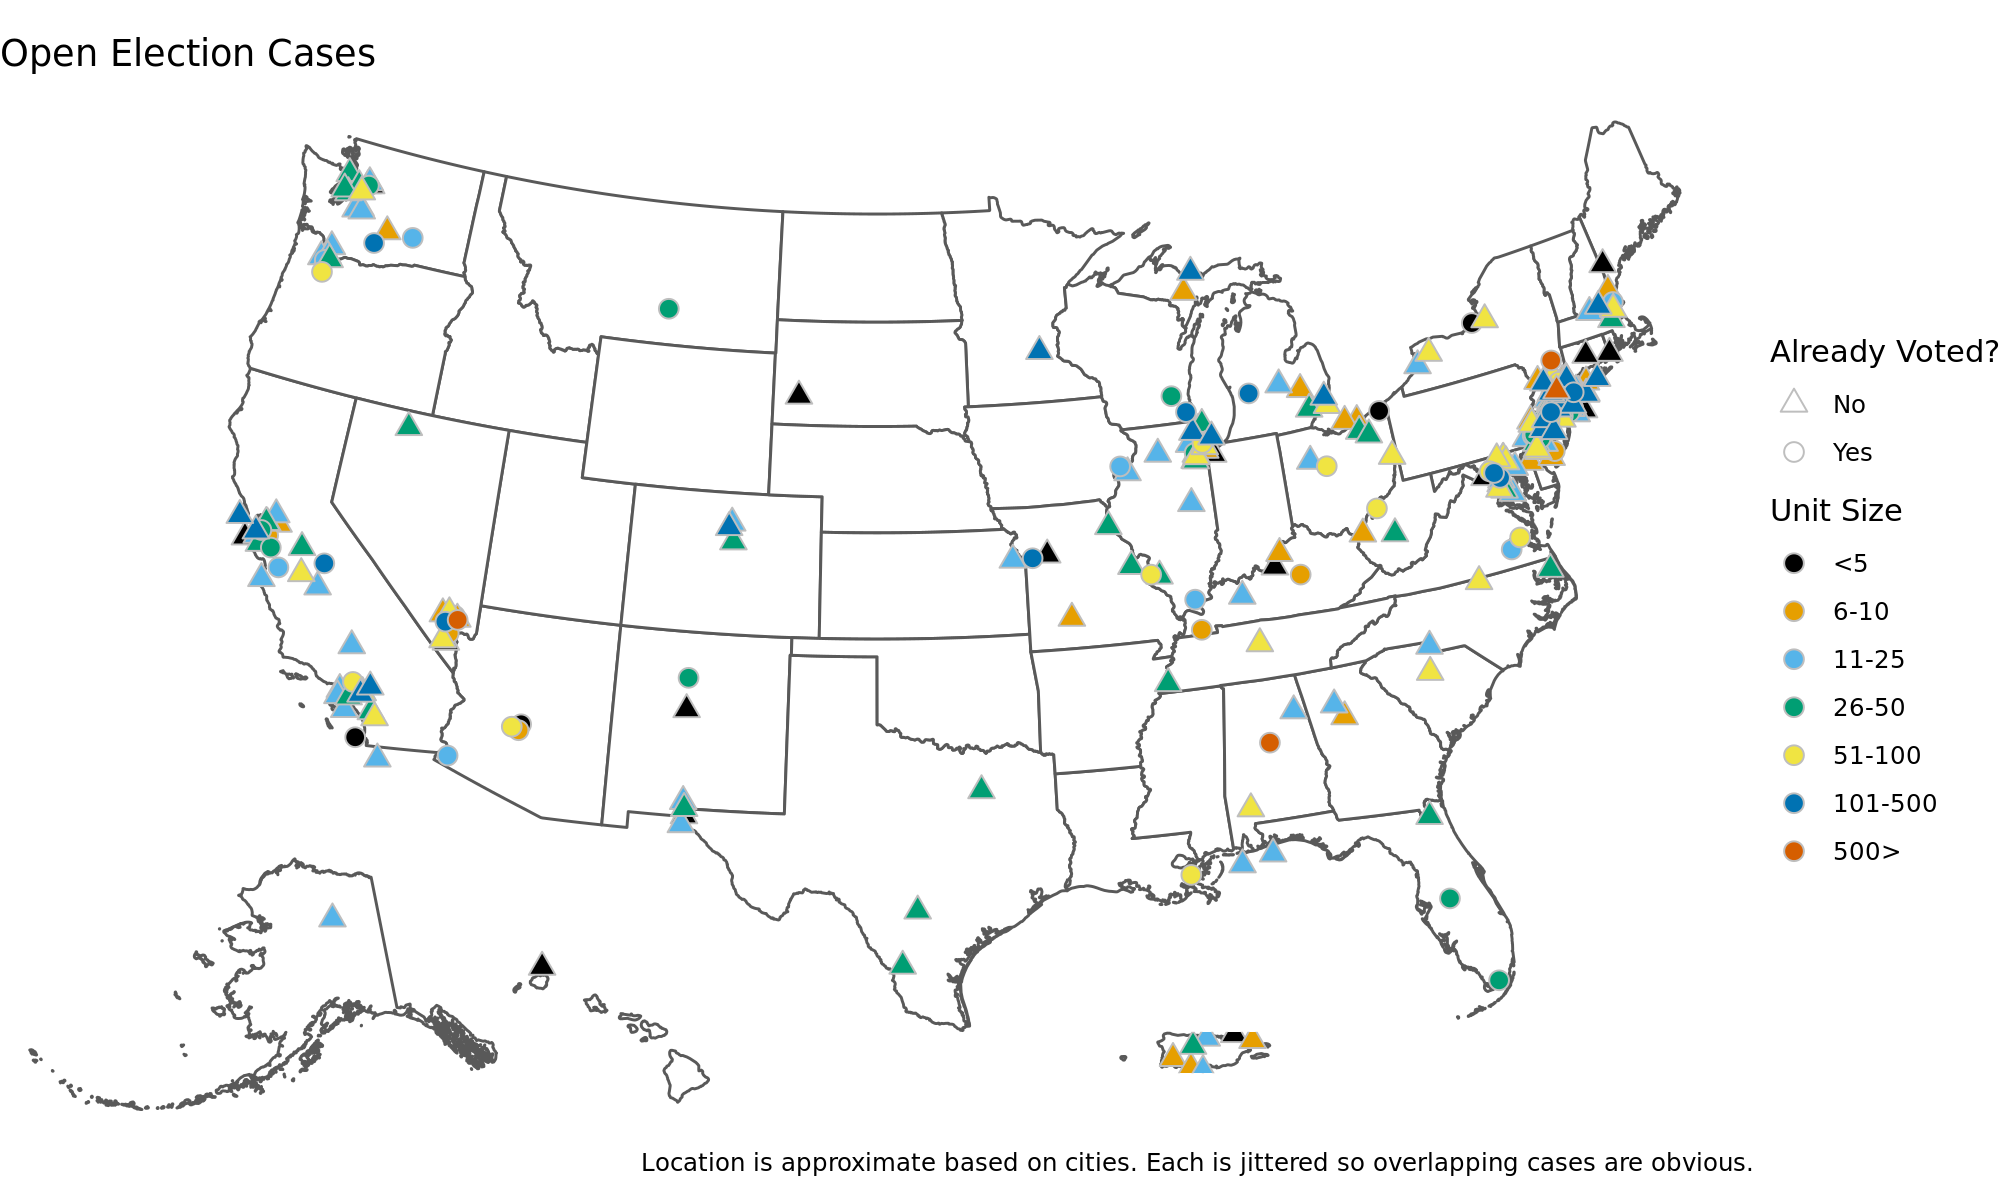 Open Election Cases
Already Voted?
No
Yes
Unit Size
<5
6-10
11-25
26-50
51-100
101-500
500>
Location is approximate based on cities. Each is jittered so overlapping cases are obvious.